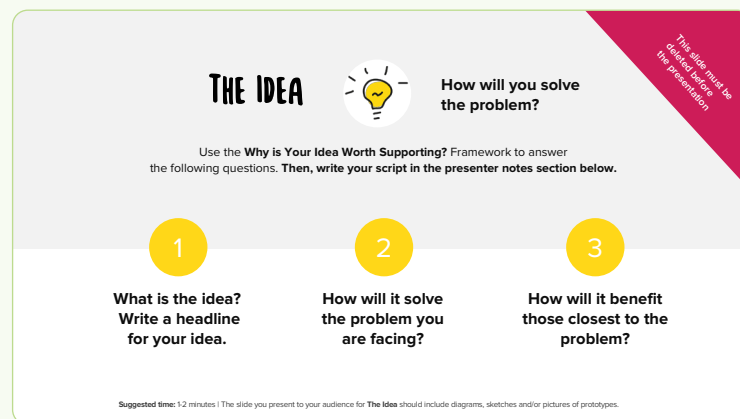 THE IDEA
How will you solve
the problem?
This slide must be
deleted before
the presentation
Use the Why is Your Idea Worth Supporting? Framework to answer
the following questions. Then, write your script in the presenter notes section below.
1
What is the idea?
Write a headline
for your idea.
2
How will it solve
the problem you
are facing?
3
How will it benefit
those closest to the
problem?
Suggested time: 1-2 minutes | The slide you present to your audience for The Idea should include diagrams, sketches and/or pictures of prototypes.